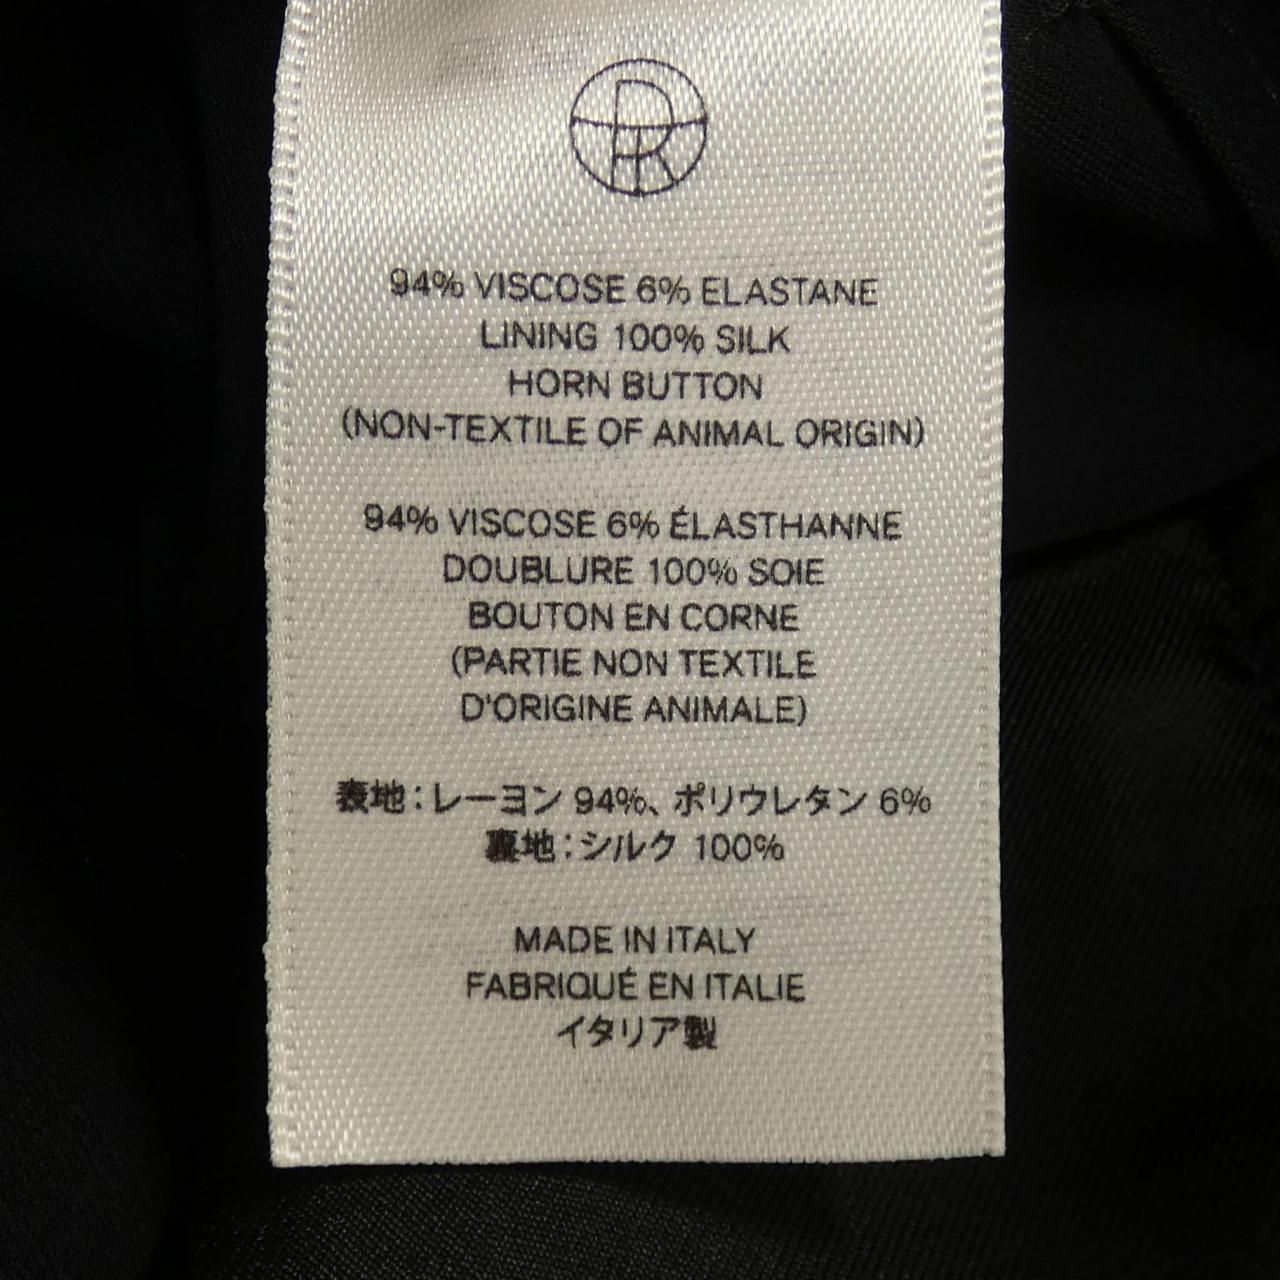 94% VISCOSE 6% ELASTANE
LINING 100% SILK
HORN BUTTON
(NON-TEXTILE OF ANIMAL ORIGIN)
94% VISCOSE 6% ÉLASTHANNE
DOUBLURE 100% SOIE
BOUTON EN CORNE
(PARTIE NON TEXTILE
D'ORIGINE ANIMALE)
表地：レーヨン 94%、ポリウレタン 6%
裏地：シルク 100%
MADE IN ITALY
FABRIQUÉ EN ITALIE
イタリア製